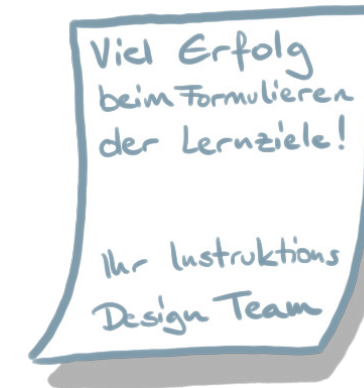 Viel Erfolg
beim Formulieren
der Lernziele!
Ihr Instruktions
Design Team